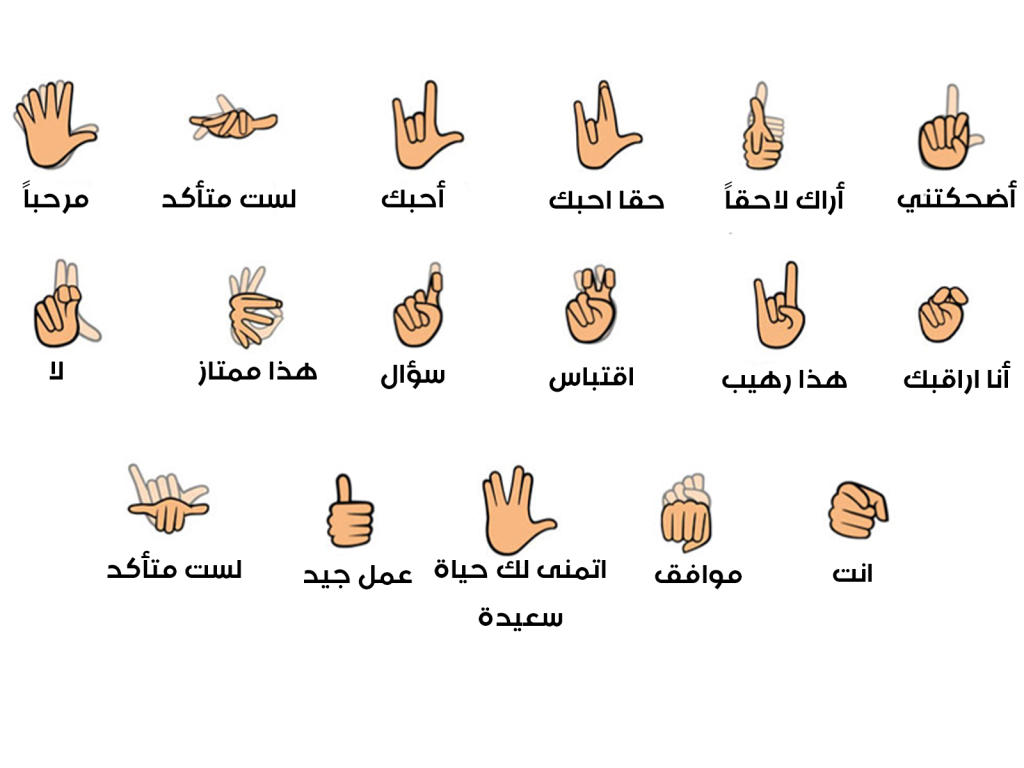 أضحكتني
أراك لاحقاً
حقا احبك
أحبك
لست متأكد
مرحباً
أنا اراقبك
هذا رهيب
اقتباس
سؤال
هذا ممتاز
لا
انت
موافق
اتمنى لك حياة
سعيدة
عمل جيد
لست متأكد